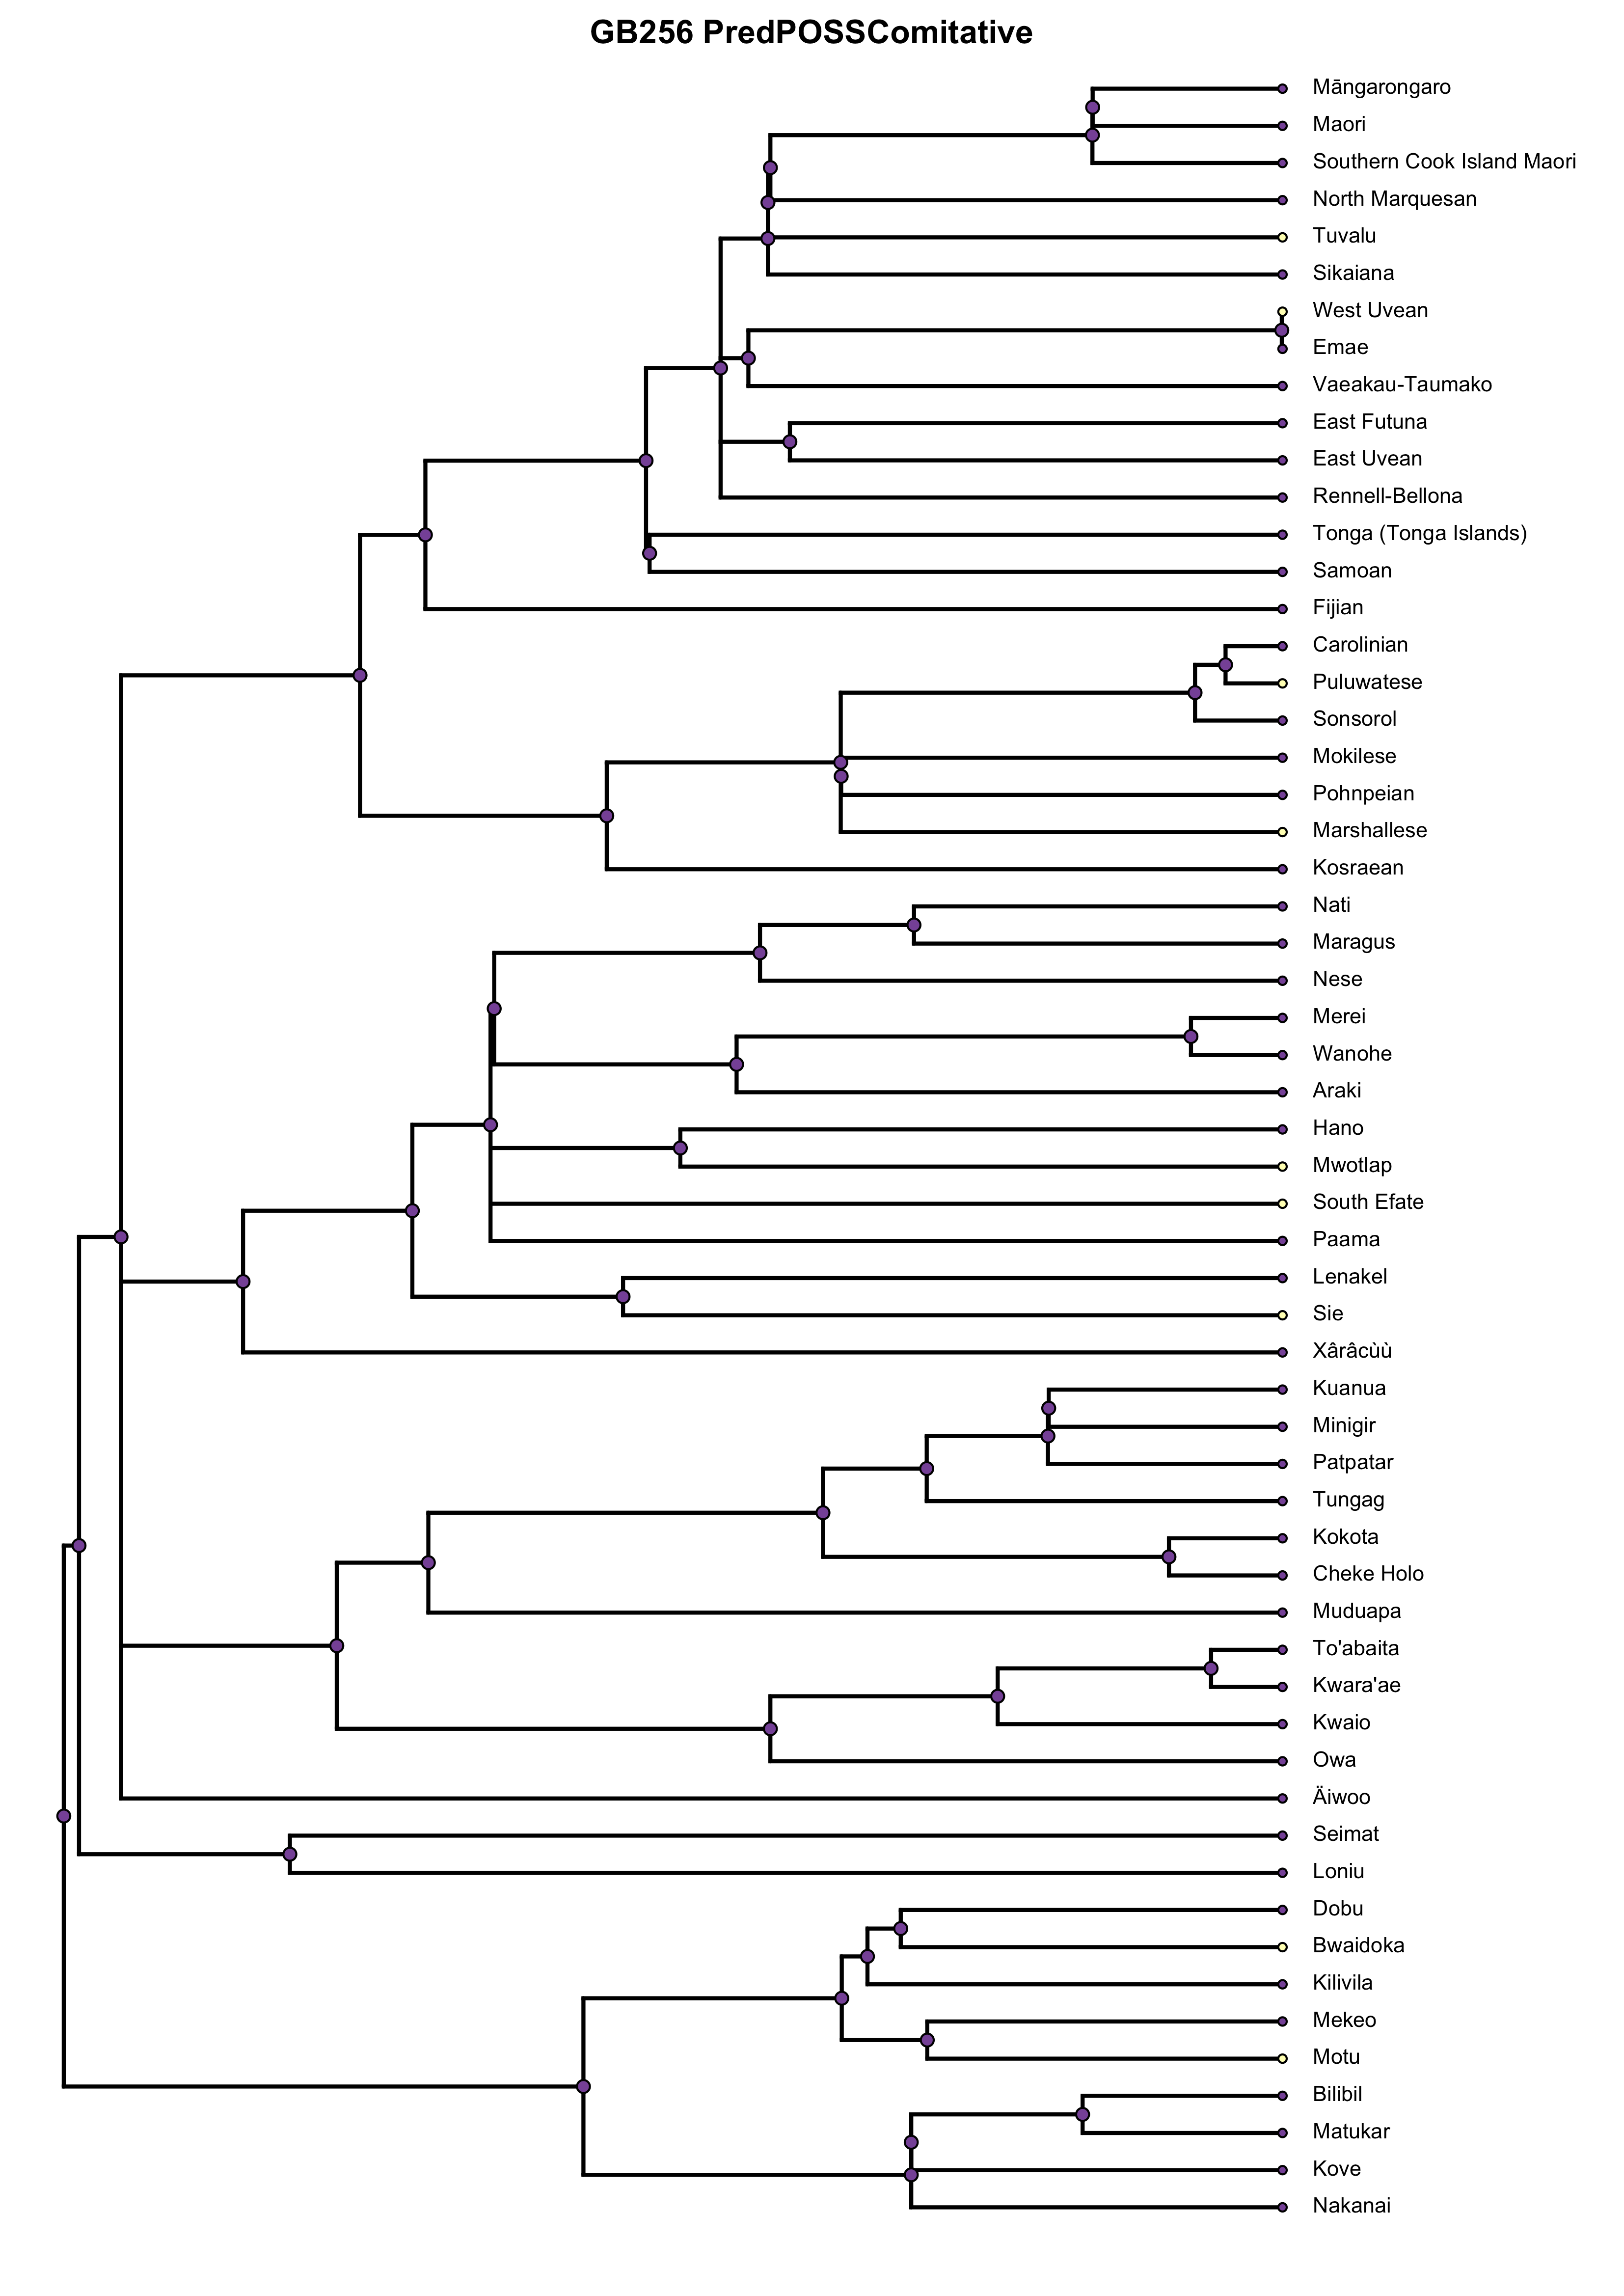 GB256 PredPOSSComitative
Māngarongaro
Maori
Southern Cook Island Maori
North Marquesan
Tuvalu
Sikaiana
West Uvean
Emae
Vaeakau-Taumako
East Futuna
East Uvean
Rennell-Bellona
Tonga (Tonga Islands)
Samoan
Fijian
Carolinian
Puluwatese
Sonsorol
Mokilese
Pohnpeian
Marshallese
Kosraean
Nati
Maragus
Nese
Merei
Wanohe
Araki
Hano
Mwotlap
South Efate
Paama
Lenakel
Sie
Xârâcùù
Kuanua
Minigir
Patpatar
Tungag
Kokota
Cheke Holo
Muduapa
To'abaita
Kwara'ae
Kwaio
Owa
Äiwoo
Seimat
Loniu
Dobu
Bwaidoka
Kilivila
Mekeo
Motu
Bilibil
Matukar
Kove
Nakanai